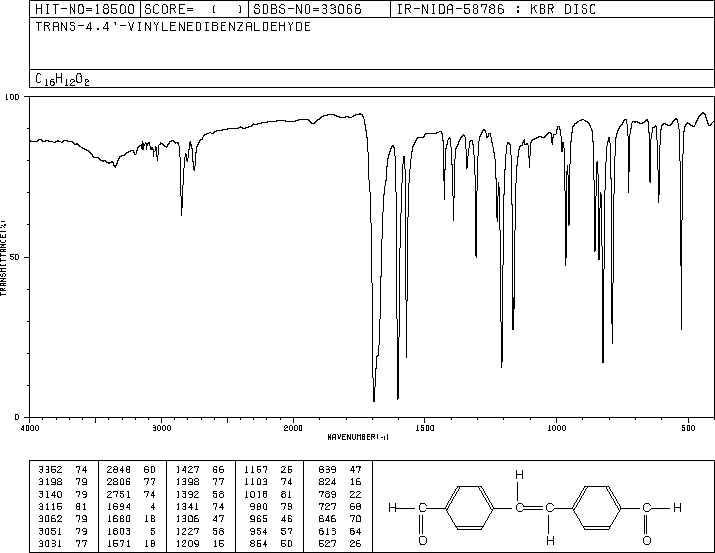 HIT-NO=18500 SCORE= ( ) SDBS-NO=33066 IR-NIDA-58786 : KBR DISC
TRANS-4.4'-VINYLENEDIBENZALDEHYDE
C16H12O2
100
50
0
TRANSMITTANCE(%)
4000 3000 2000 1500 1000 500
WAVENUMBER(-1)
3352 74 2848 60 1427 66 1167 26 839 47
3198 79 2806 77 1398 77 1103 74 824 16
3140 79 2751 74 1392 58 1018 81 789 22
3115 81 1694 4 1341 74 980 79 727 68
3062 79 1680 18 1306 47 965 46 646 70
3051 79 1603 5 1227 58 954 57 613 64
3031 77 1571 18 1209 15 854 50 527 26
H
H C C C C H
O H O